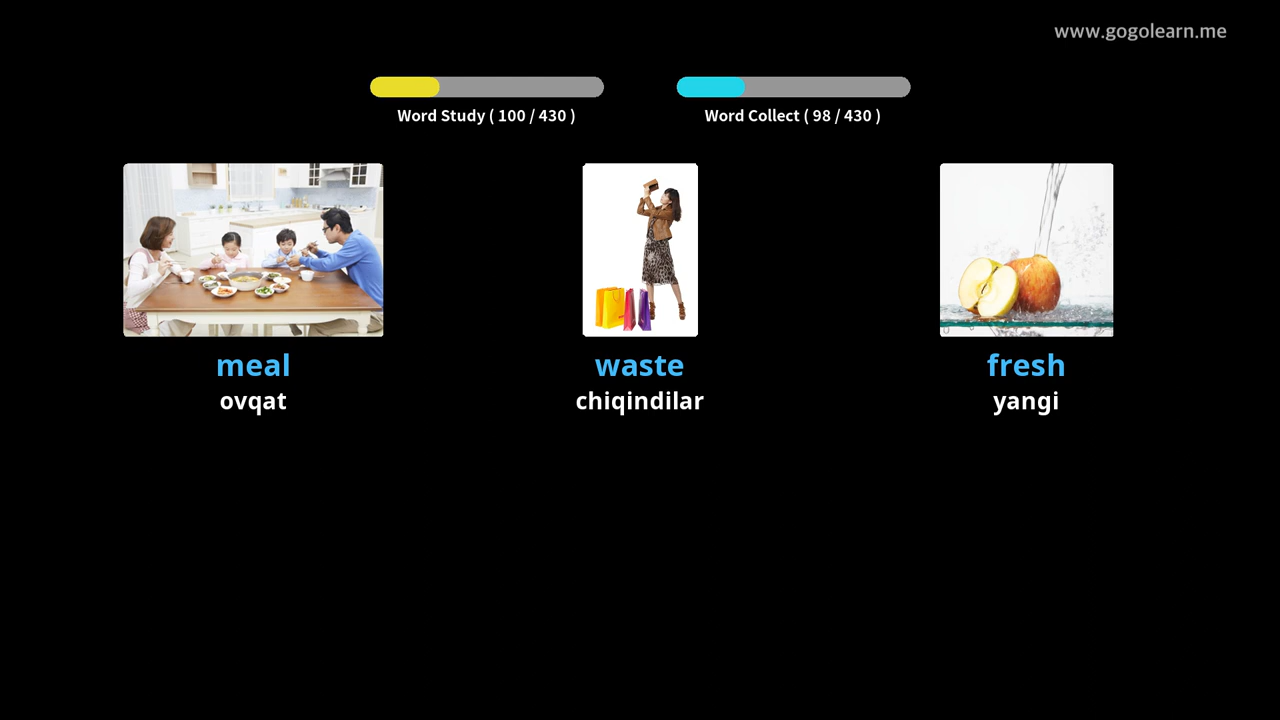 www.gogolearn.me
Word Study ( 100 / 430 )
Word Collect ( 98 / 430 )
meal
ovqat
waste
chiqindilar
fresh
yangi